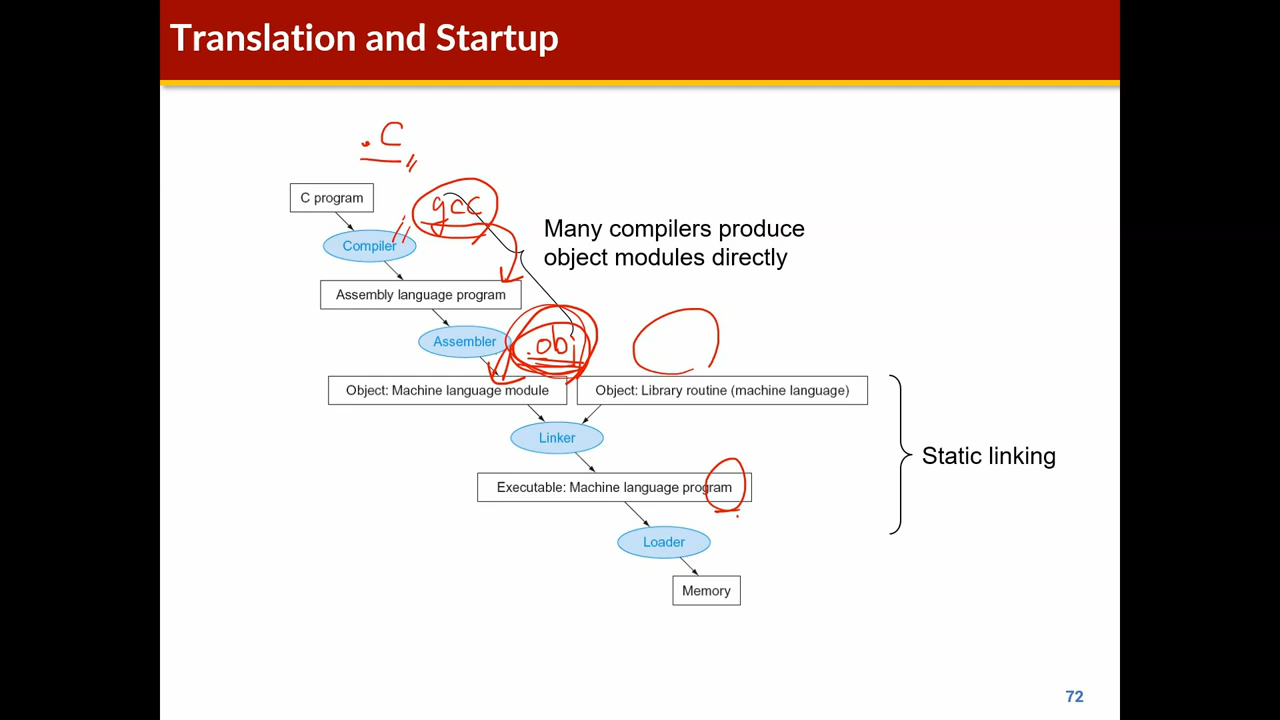 Translation and Startup
.C
C program
gcc
Compiler
Many compilers produce
object modules directly
Assembly language program
Assembler
.obj
Object: Machine language module
Object: Library routine (machine language)
Linker
Static linking
Executable: Machine language program
Loader
Memory
72